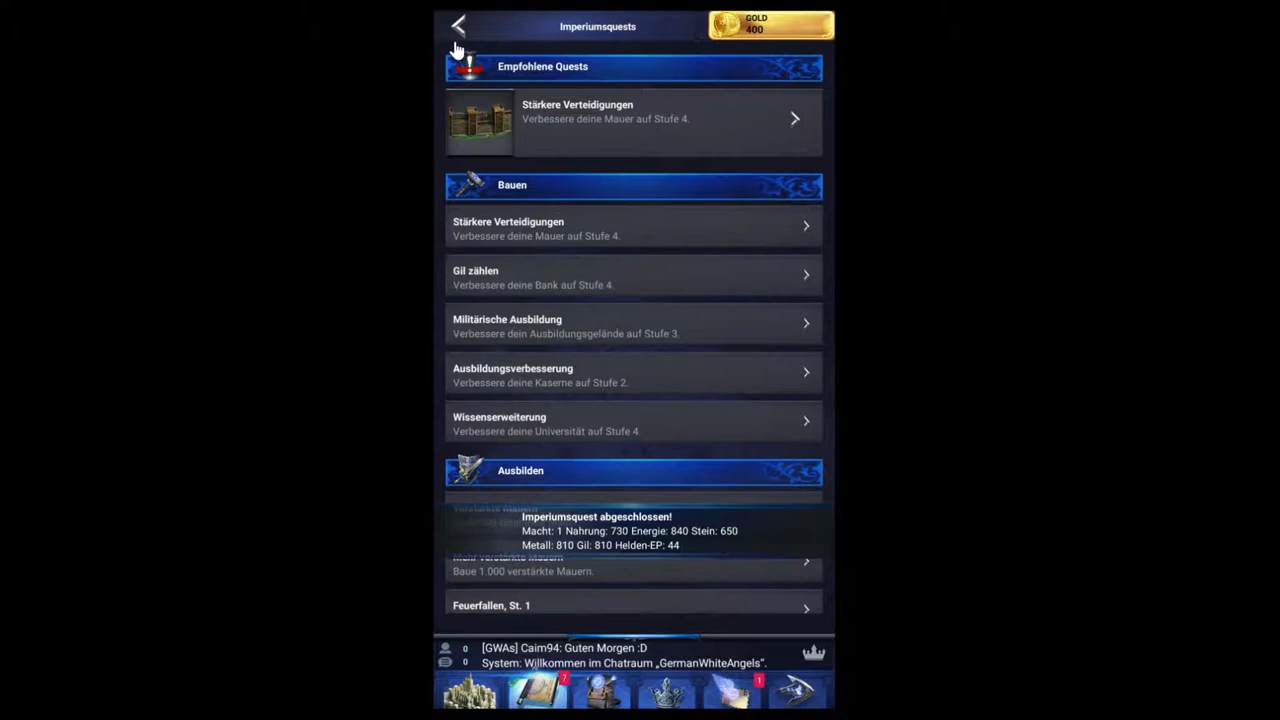 Imperiumsquests
GOLD
400
Empfohlene Quests
Stärkere Verteidigungen
Verbessere deine Mauer auf Stufe 4.
Bauen
Stärkere Verteidigungen
Verbessere deine Mauer auf Stufe 4.
Gil zählen
Verbessere deine Bank auf Stufe 4.
Militärische Ausbildung
Verbessere dein Ausbildungsgelände auf Stufe 3.
Ausbildungsverbesserung
Verbessere deine Kaserne auf Stufe 2.
Wissenserweiterung
Verbessere deine Universität auf Stufe 4.
Ausbilden
Imperiumsquest abgeschlossen!
Macht: 1 Nahrung: 730 Energie: 840 Stein: 650
Metall: 810 Gil: 810 Helden-EP: 44
Mehr verstärkte Mauern
Baue 1.000 verstärkte Mauern.
Feuerfallen, St. 1
0 [GWAs] Caim94: Guten Morgen :D
0 System: Willkommen im Chatraum „GermanWhiteAngels“.
7
1